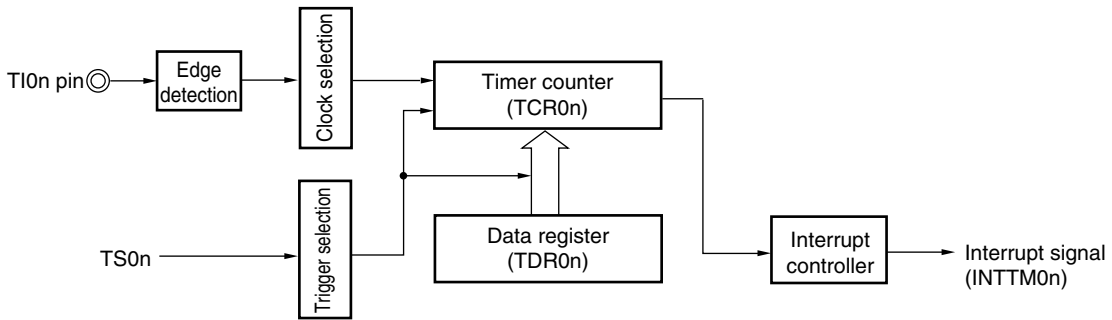 TI0n pin
Edge
detection
Clock selection
Timer counter
(TCR0n)
TS0n
Trigger selection
Data register
(TDR0n)
Interrupt
controller
Interrupt signal
(INTTM0n)